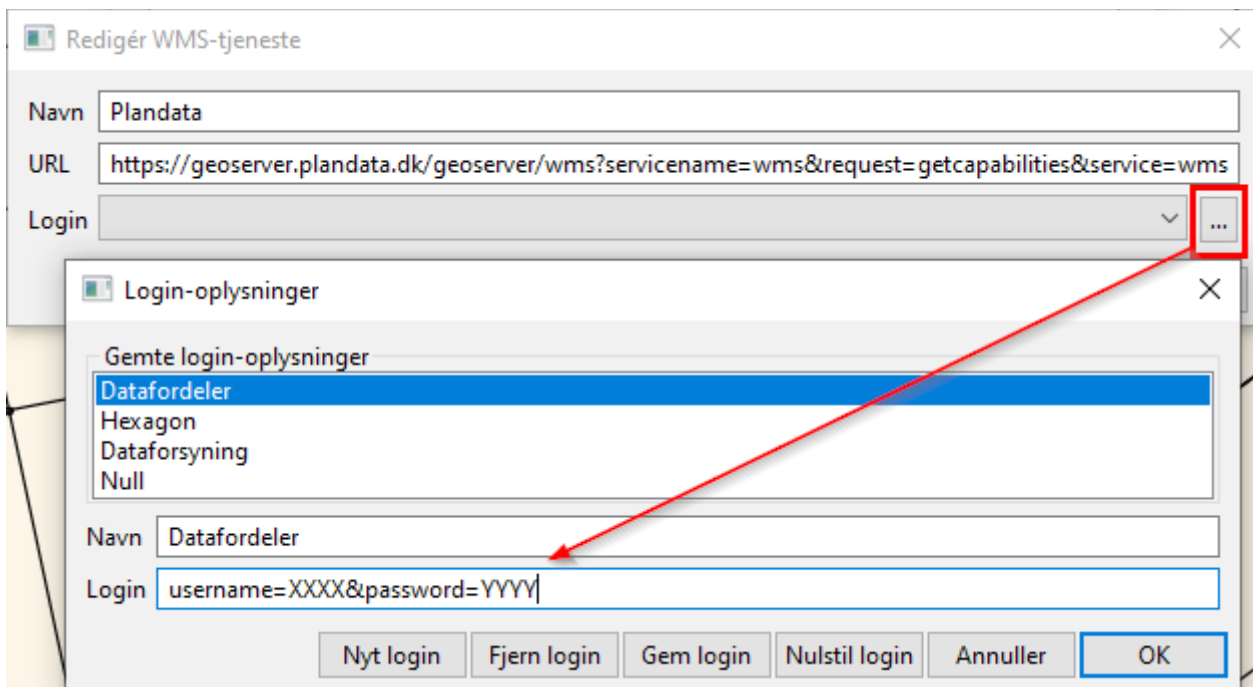 Redigér WMS-tjeneste
Navn Plandata
URL https://geoserver.plandata.dk/geoserver/wms?servicename=wms&request=getcapabilities&service=wms
Login ...
Login-oplysninger
Gemte login-oplysninger
Datafordeler
Hexagon
Dataforsyning
Null
Navn Datafordeler
Login username=XXXX&password=YYYY
Nyt login Fjern login Gem login Nulstil login Annuller OK